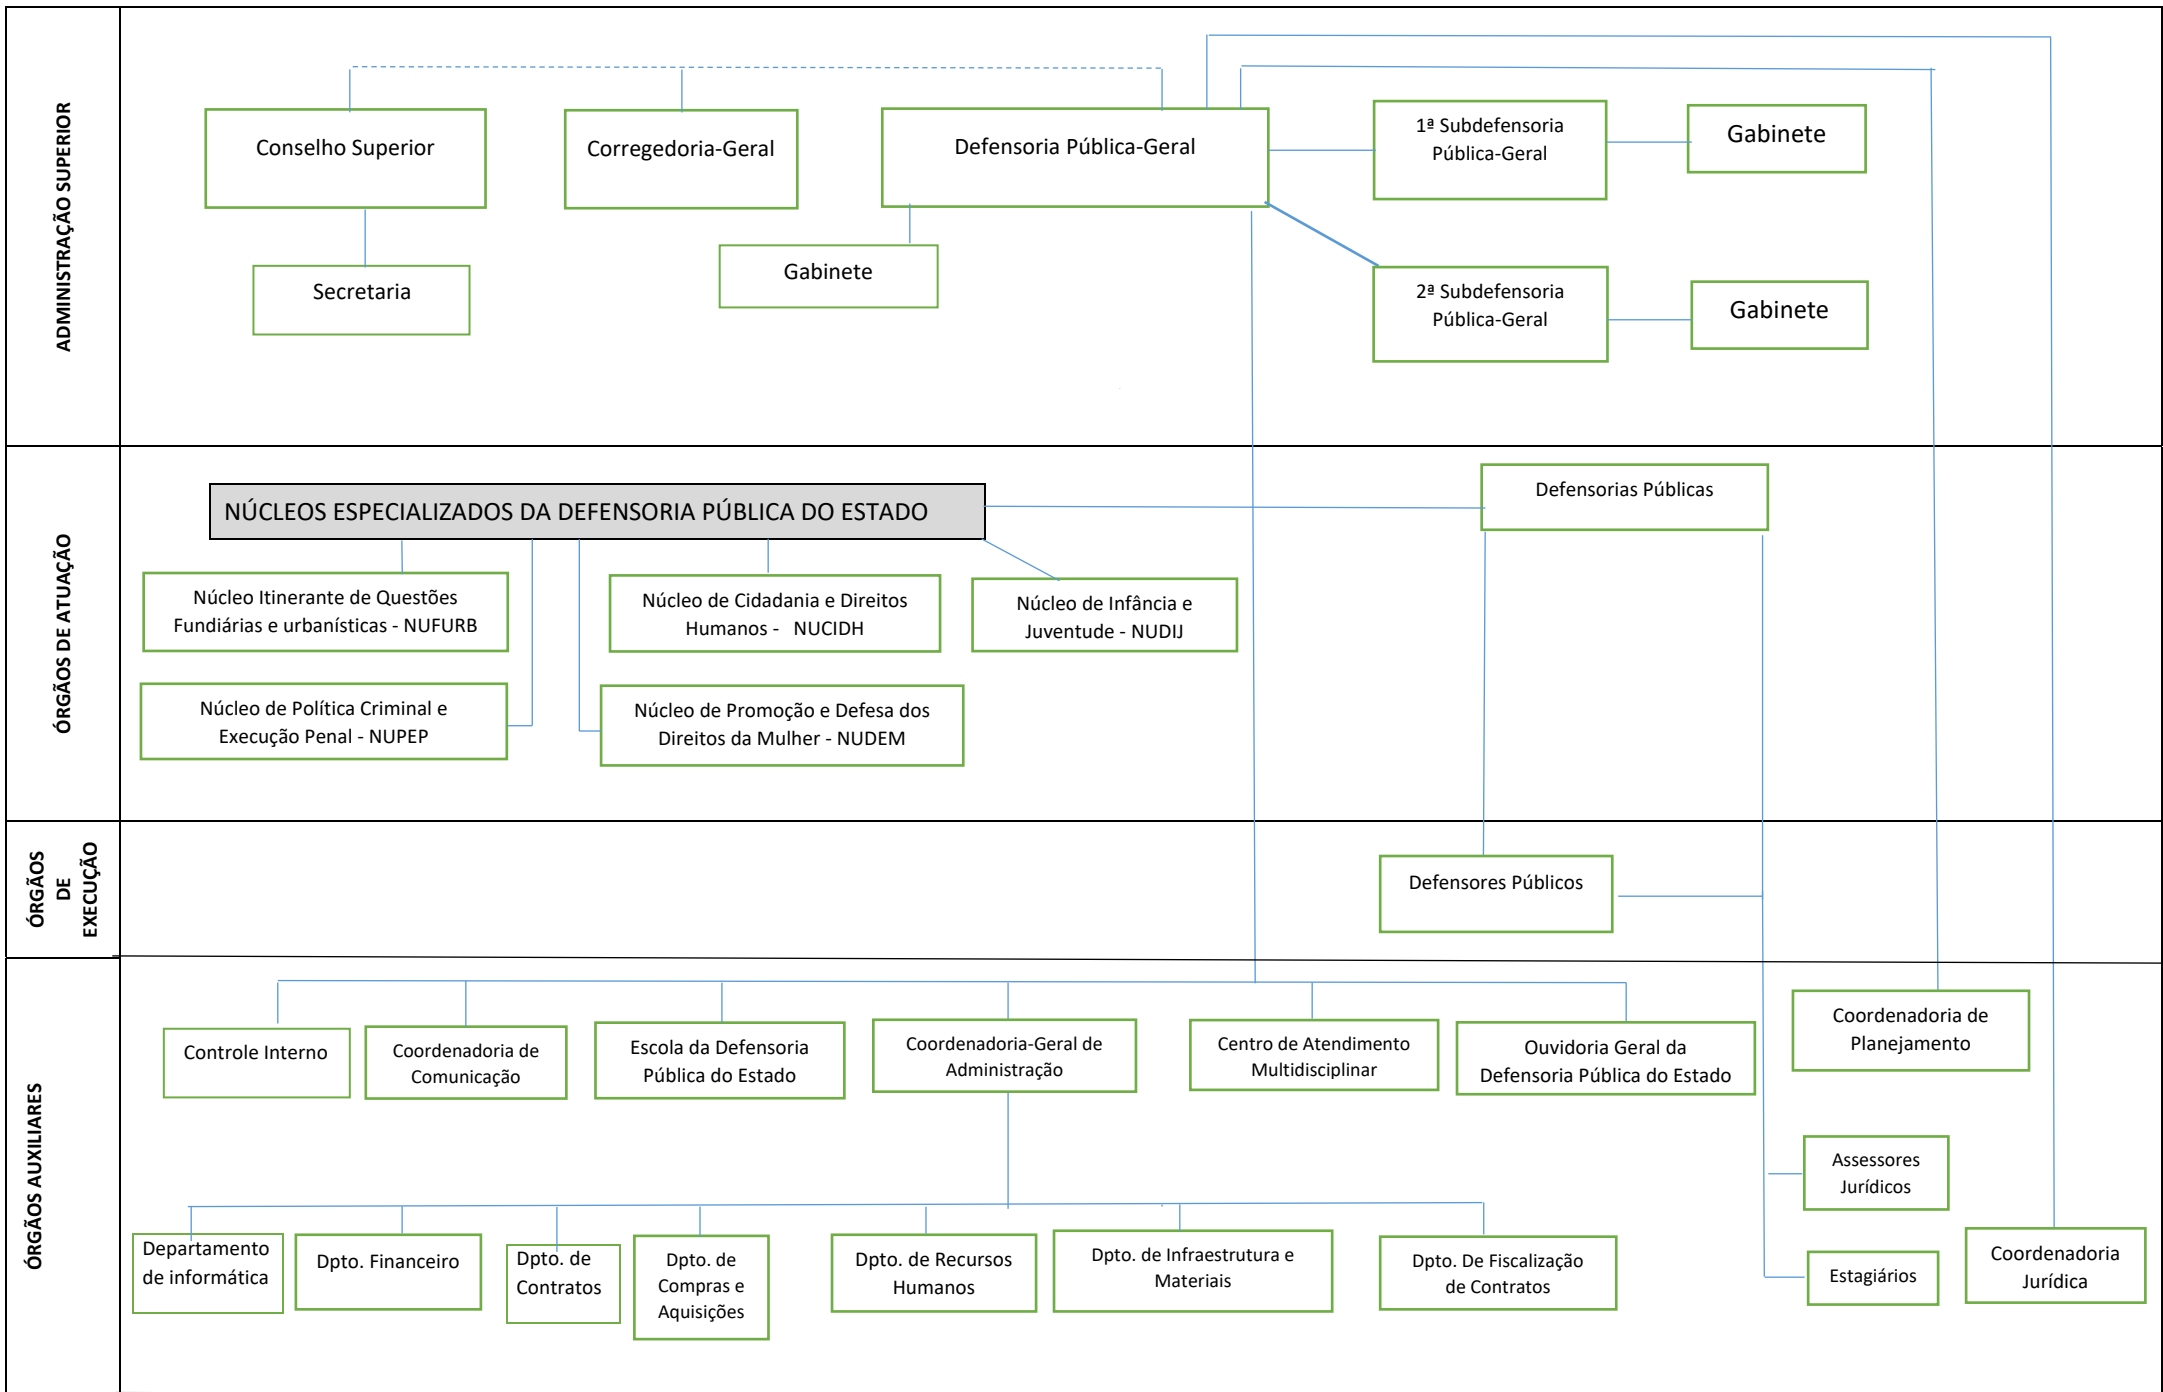 ADMINISTRAÇÃO SUPERIOR
Conselho Superior
Corregedoria-Geral
Defensoria Pública-Geral
1ª Subdefensoria
Pública-Geral
Gabinete
Secretaria
Gabinete
2ª Subdefensoria
Pública-Geral
Gabinete
ÓRGÃOS DE ATUAÇÃO
NÚCLEOS ESPECIALIZADOS DA DEFENSORIA PÚBLICA DO ESTADO
Defensorias Públicas
Núcleo Itinerante de Questões
Fundiárias e urbanísticas - NUFURB
Núcleo de Cidadania e Direitos
Humanos - NUCIDH
Núcleo de Infância e
Juventude - NUDIJ
Núcleo de Política Criminal e
Execução Penal - NUPEP
Núcleo de Promoção e Defesa dos
Direitos da Mulher - NUDEM
ÓRGÃOS
DE
EXECUÇÃO
Defensores Públicos
ÓRGÃOS AUXILIARES
Controle Interno
Coordenadoria de
Comunicação
Escola da Defensoria
Pública do Estado
Coordenadoria-Geral de
Administração
Centro de Atendimento
Multidisciplinar
Ouvidoria Geral da
Defensoria Pública do Estado
Coordenadoria de
Planejamento
Assessores
Jurídicos
Departamento
de informática
Dpto. Financeiro
Dpto. de
Contratos
Dpto. de
Compras e
Aquisições
Dpto. de Recursos
Humanos
Dpto. de Infraestrutura e
Materiais
Dpto. De Fiscalização
de Contratos
Estagiários
Coordenadoria
Jurídica